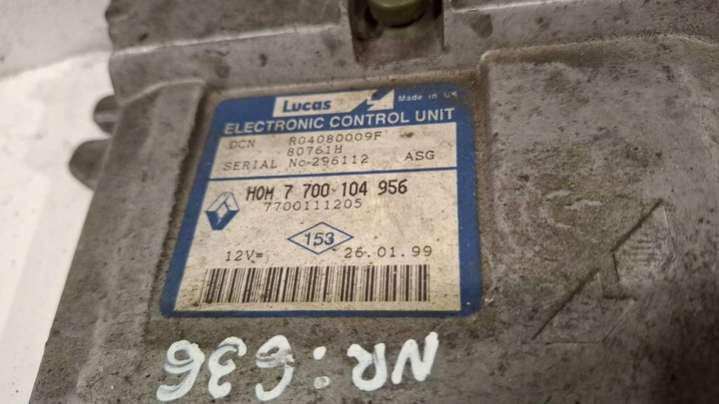 Lucas Made in UK
ELECTRONIC CONTROL UNIT
DCN R04080009F
80761H
SERIAL No-296112 ASG
HOM 7 700 104 956
7700111205
153
12V= 26.01.99
NR:636